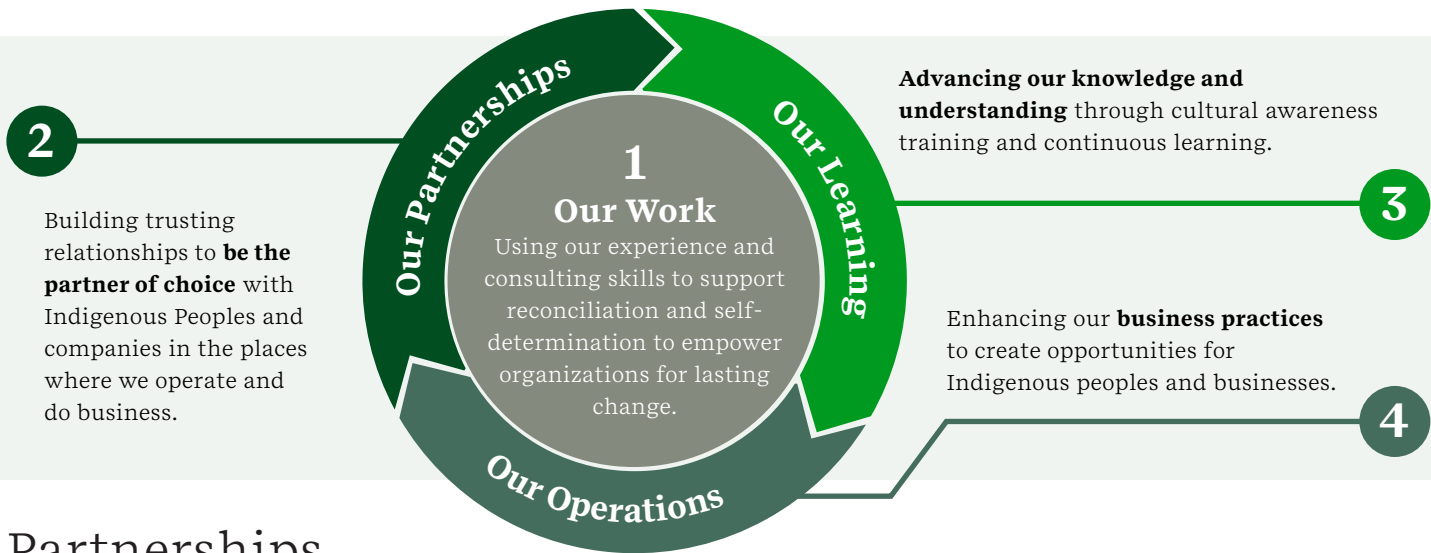 1
Our Work
Using our experience and
consulting skills to support
reconciliation and self-
determination to empower
organizations for lasting
change.
2
Our Partnerships
Building trusting
relationships to be the
partner of choice with
Indigenous Peoples and
companies in the places
where we operate and
do business.
Our Learning
Advancing our knowledge and
understanding through cultural awareness
training and continuous learning.
3
Our Operations
Enhancing our business practices
to create opportunities for
Indigenous peoples and businesses.
4
Partnerships